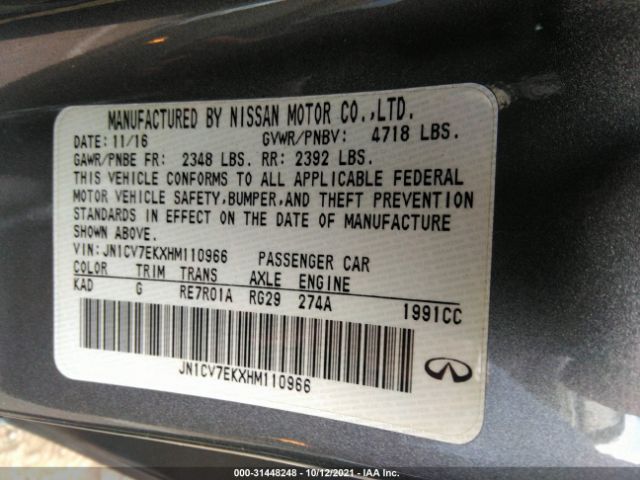 MANUFACTURED BY NISSAN MOTOR CO.,LTD.
DATE: 11/16 GVWR/PNBV: 4718 LBS.
GAWR/PNBE FR: 2348 LBS. RR: 2392 LBS.
THIS VEHICLE CONFORMS TO ALL APPLICABLE FEDERAL
MOTOR VEHICLE SAFETY,BUMPER,AND THEFT PREVENTION
STANDARDS IN EFFECT ON THE DATE OF MANUFACTURE
SHOWN ABOVE.
VIN: JN1CV7EKXHM110966 PASSENGER CAR
COLOR TRIM TRANS AXLE ENGINE
KAD G RE7R01A RG29 274A 1991CC
JN1CV7EKXHM110966
000-31448248 - 10/12/2021 - IAA Inc.